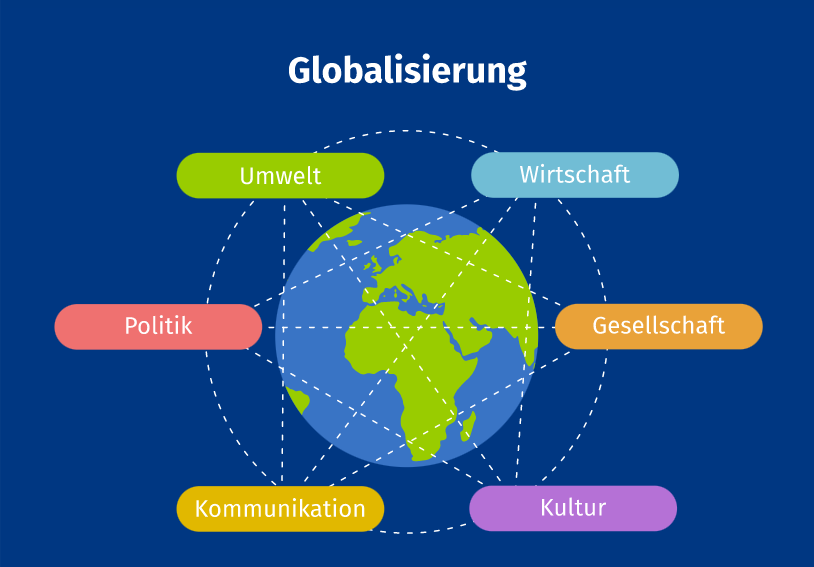 Globalisierung
Umwelt
Wirtschaft
Politik
Gesellschaft
Kommunikation
Kultur